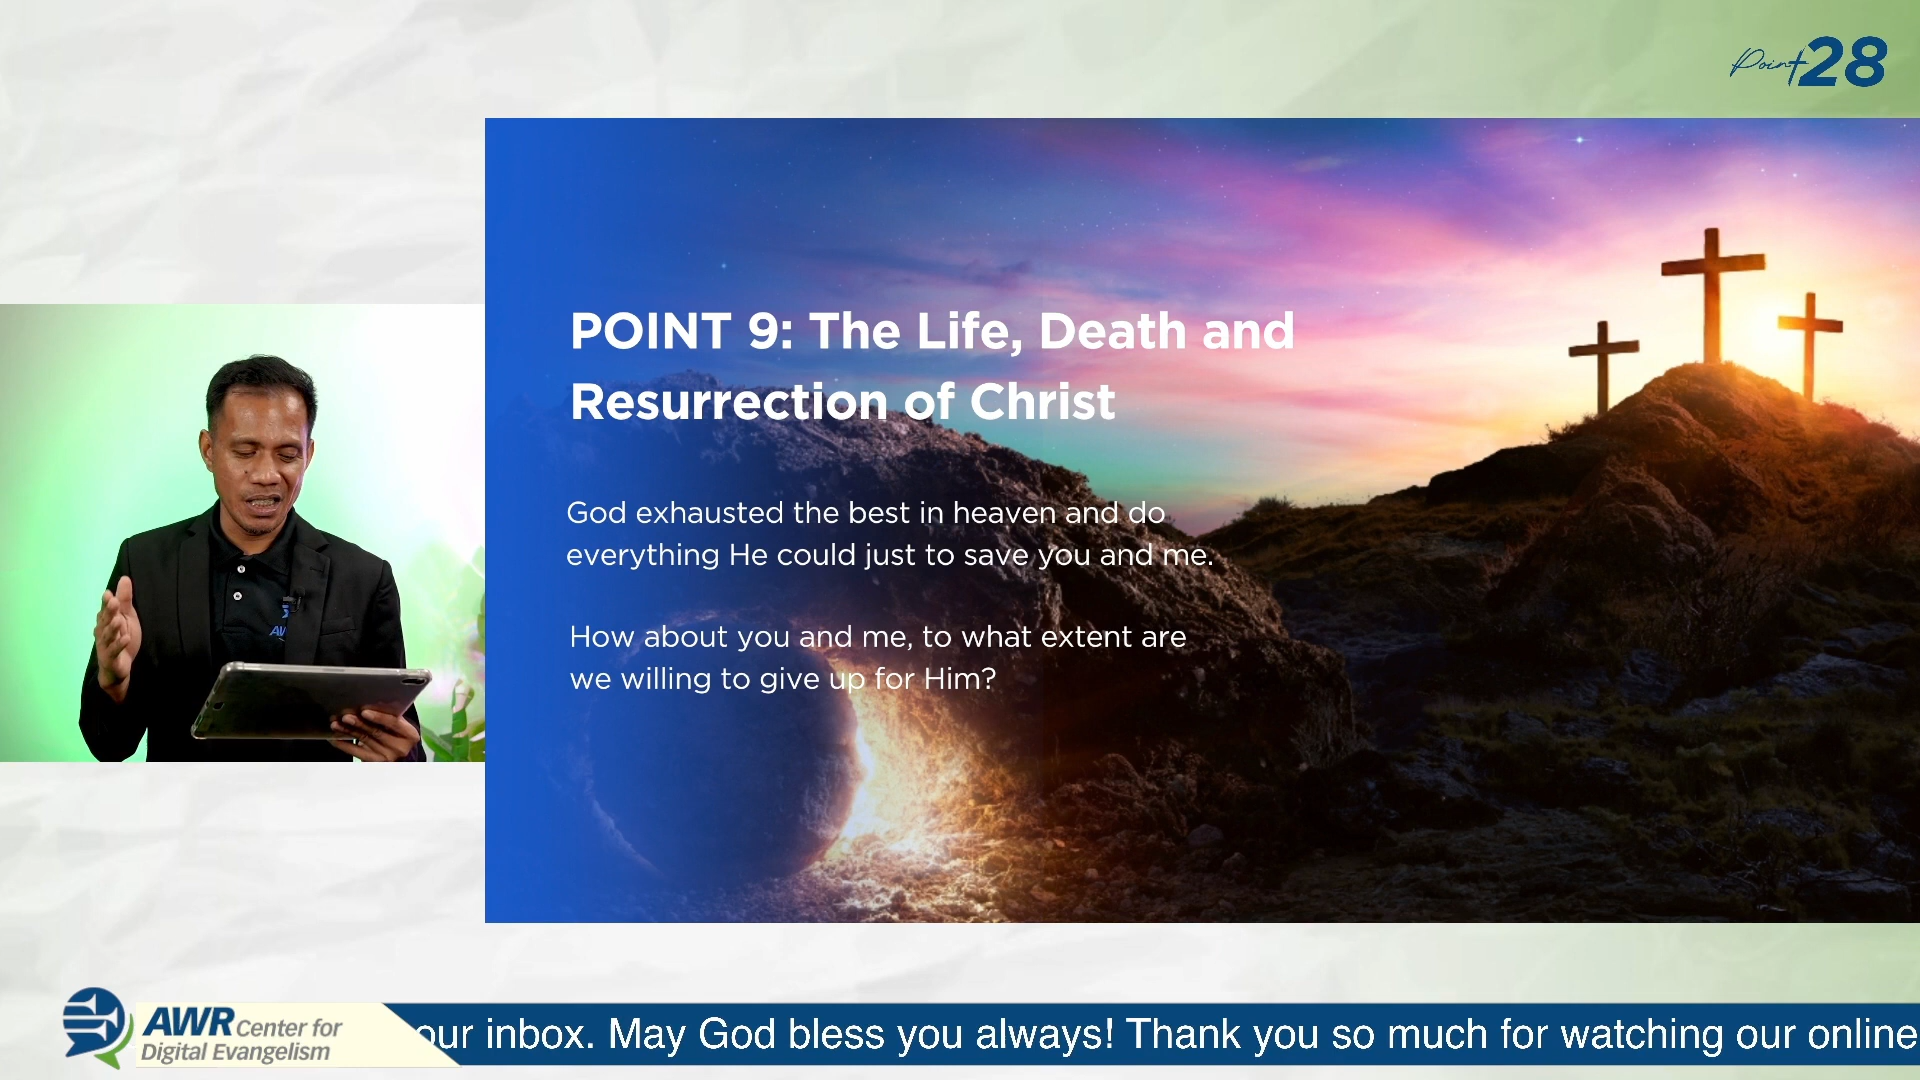 Point 28
POINT 9: The Life, Death and
Resurrection of Christ
God exhausted the best in heaven and do
everything He could just to save you and me.
How about you and me, to what extent are
we willing to give up for Him?
AWR Center for
Digital Evangelism
our inbox. May God bless you always! Thank you so much for watching our online